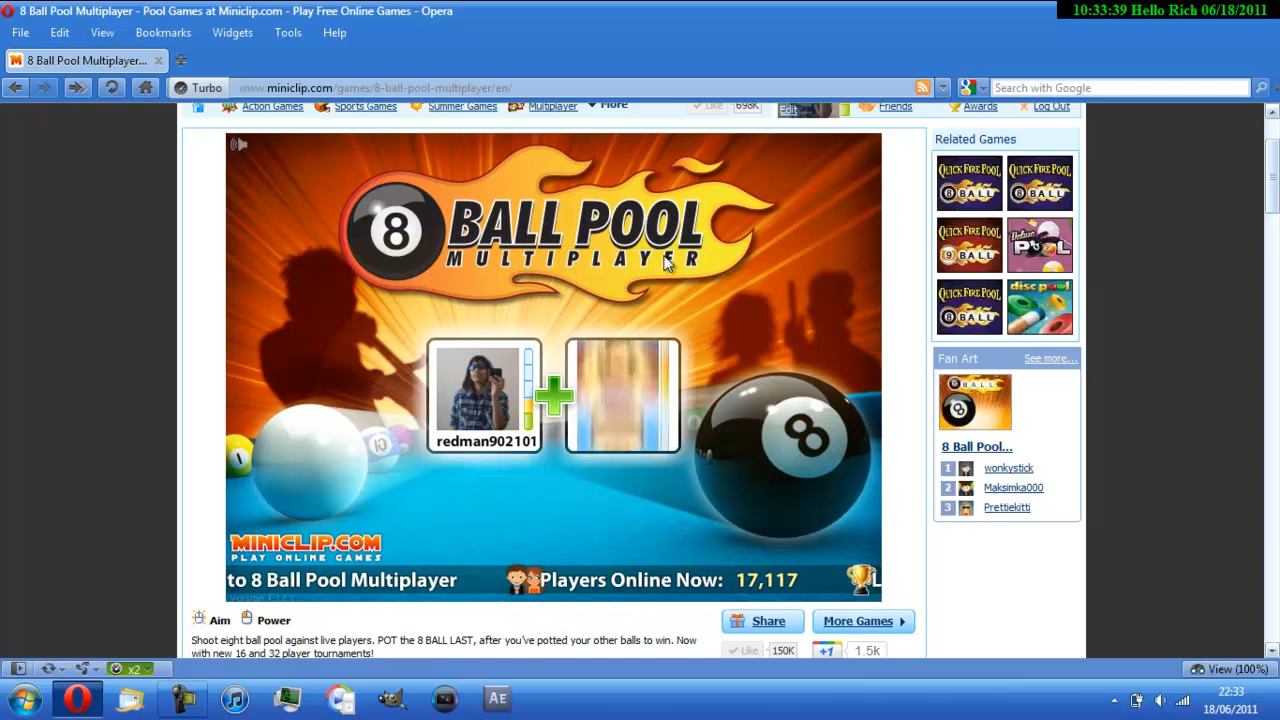 8 Ball Pool Multiplayer - Pool Games at Miniclip.com - Play Free Online Games - Opera
10:33:39 Hello Rich 06/18/2011
File Edit View Bookmarks Widgets Tools Help
8 Ball Pool Multiplayer...
Turbo www.miniclip.com/games/8-ball-pool-multiplayer/en/ Search with Google
Action Games Sports Games Summer Games Multiplayer More Like 698K Edit Friends Awards Log Out
8 BALL POOL
MULTIPLAYER
redman902101
MINICLIP.COM
PLAY ONLINE GAMES
to 8 Ball Pool Multiplayer Players Online Now: 17,117 L
Aim Power
Share More Games
Shoot eight ball pool against live players. POT the 8 BALL LAST, after you've potted your other balls to win. Now
with new 16 and 32 player tournaments!
Like 150K +1 1.5k
Related Games
QUICK FIRE POOL
8 BALL
QUICK FIRE POOL
8 BALL
QUICK FIRE POOL
9 BALL
Deluxe
POOL
QUICK FIRE POOL
8 BALL
disc pool
Fan Art See more...
8 Ball Pool...
1 wonkystick
2 Maksimka000
3 Prettiekitti
x2
View (100%)
AE
22:33
18/06/2011